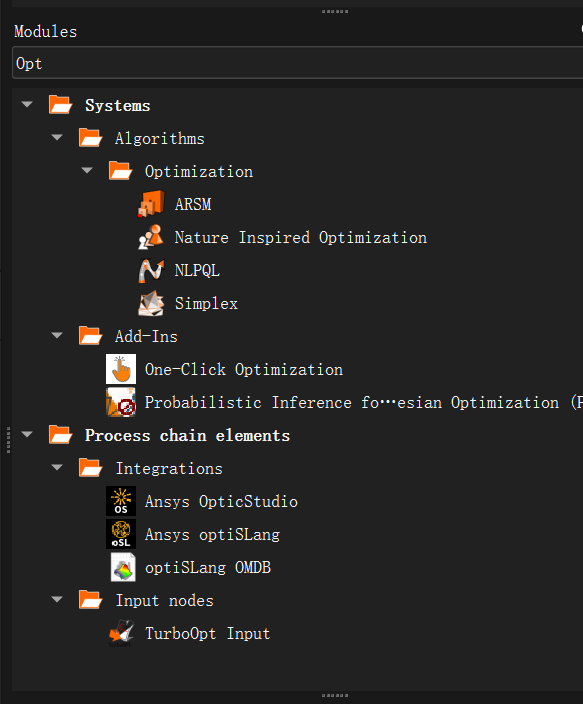 Modules
Opt
Systems
Algorithms
Optimization
ARSM
Nature Inspired Optimization
NLPQL
Simplex
Add-Ins
One-Click Optimization
Probabilistic Inference fo…esian Optimization (P
Process chain elements
Integrations
OS
Ansys OpticStudio
oSL
Ansys optiSLang
optiSLang OMDB
Input nodes
TurboOpt Input